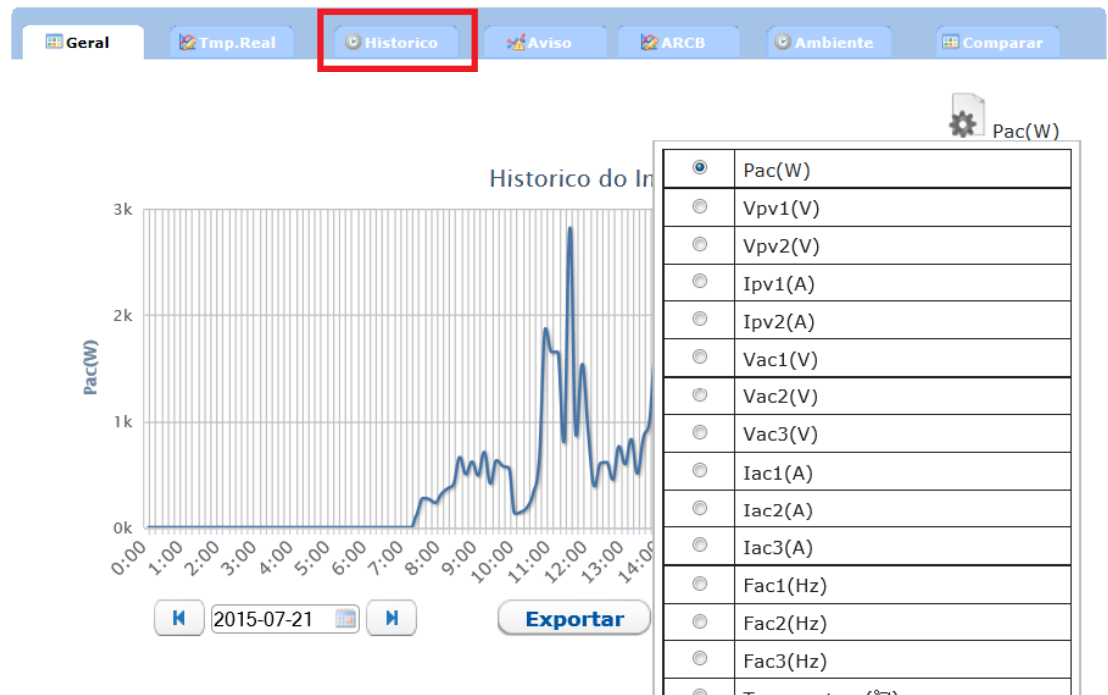 Geral Tmp.Real Historico Aviso ARCB Ambiente Comparar
Pac(W)
Historico do In
Pac(W)
3k
2k
1k
0k
Pac(W)
0:00 1:00 2:00 3:00 4:00 5:00 6:00 7:00 8:00 9:00 10:00 11:00 12:00 13:00 14:00
2015-07-21 Exportar
Vpv1(V)
Vpv2(V)
Ipv1(A)
Ipv2(A)
Vac1(V)
Vac2(V)
Vac3(V)
Iac1(A)
Iac2(A)
Iac3(A)
Fac1(Hz)
Fac2(Hz)
Fac3(Hz)